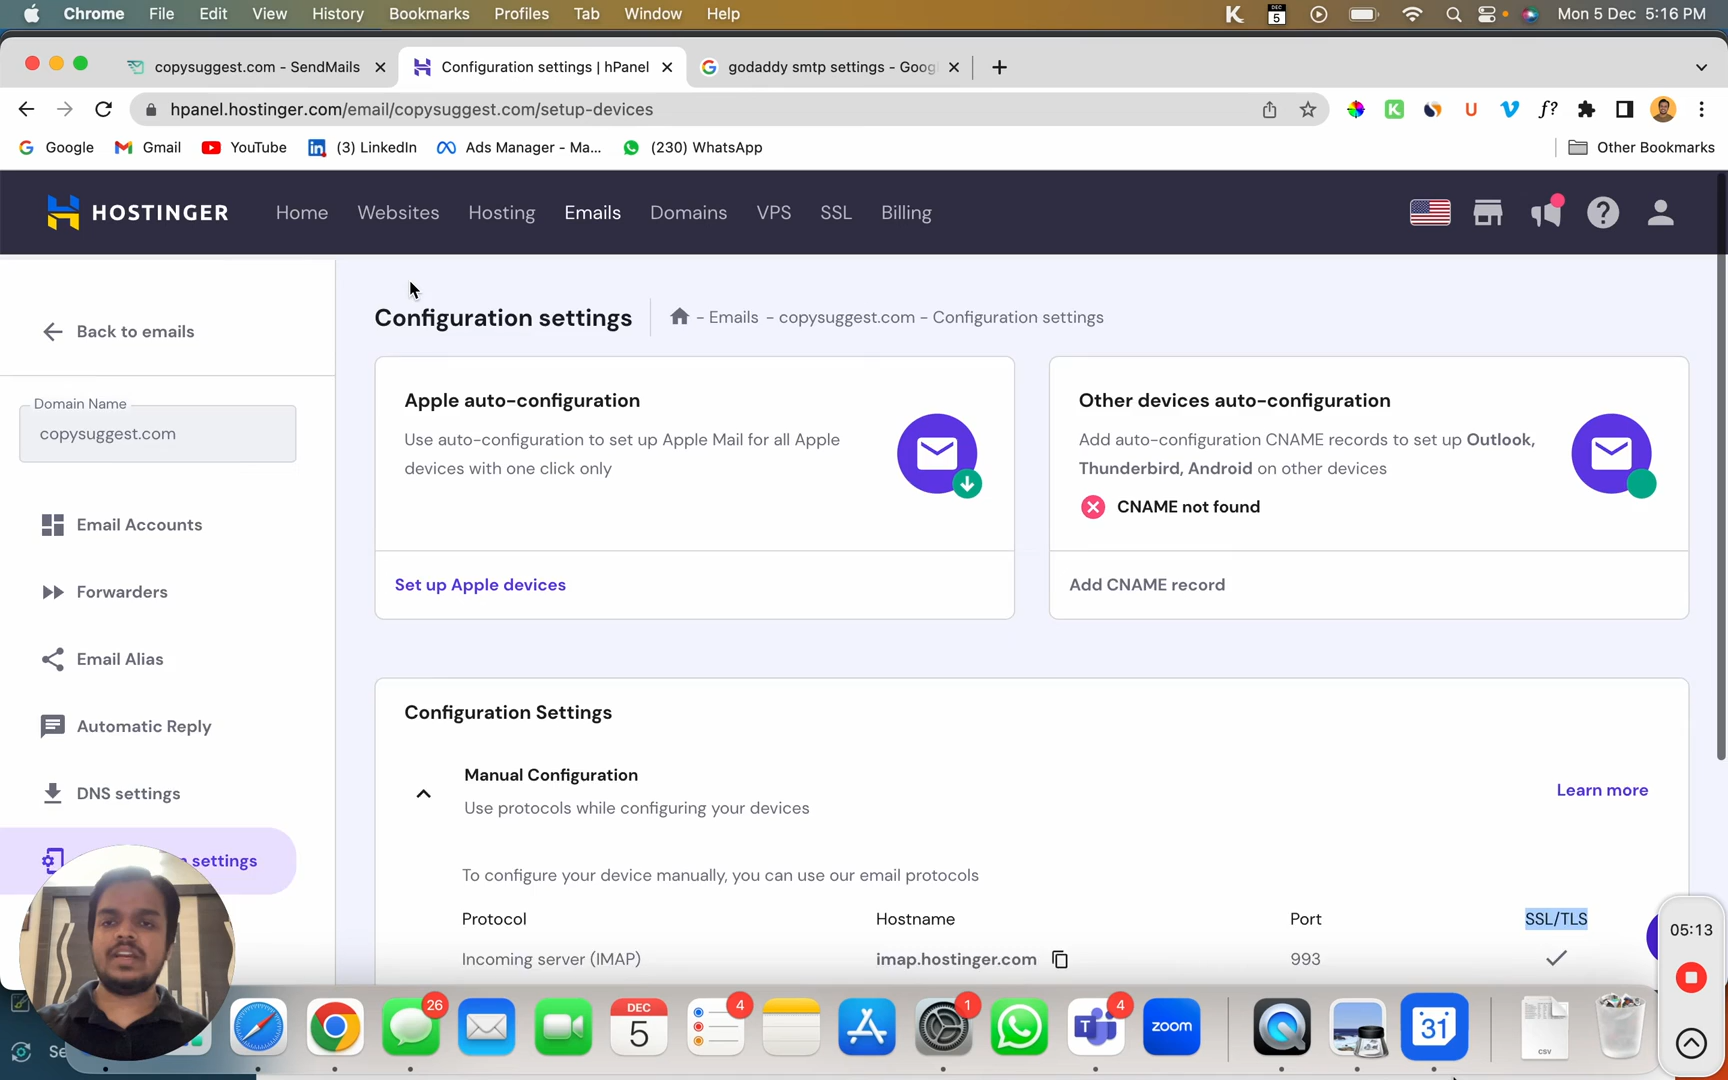 Chrome File Edit View History Bookmarks Profiles Tab Window Help
DEC 5
Mon 5 Dec 5:16 PM
copysuggest.com - SendMails
Configuration settings | hPanel
godaddy smtp settings - Goog
hpanel.hostinger.com/email/copysuggest.com/setup-devices
Google
Gmail
YouTube
(3) LinkedIn
Ads Manager - Ma...
(230) WhatsApp
Other Bookmarks
HOSTINGER
Home Websites Hosting Emails Domains VPS SSL Billing
Back to emails
Domain Name
copysuggest.com
Email Accounts
Forwarders
Email Alias
Automatic Reply
DNS settings
settings
Configuration settings
- Emails - copysuggest.com - Configuration settings
Apple auto-configuration
Use auto-configuration to set up Apple Mail for all Apple
devices with one click only
Set up Apple devices
Other devices auto-configuration
Add auto-configuration CNAME records to set up Outlook,
Thunderbird, Android on other devices
CNAME not found
Add CNAME record
Configuration Settings
Manual Configuration
Use protocols while configuring your devices
Learn more
To configure your device manually, you can use our email protocols
Protocol Hostname Port SSL/TLS
Incoming server (IMAP) imap.hostinger.com 993
05:13
26
DEC
5
4
1
4
zoom
31
CSV
Se